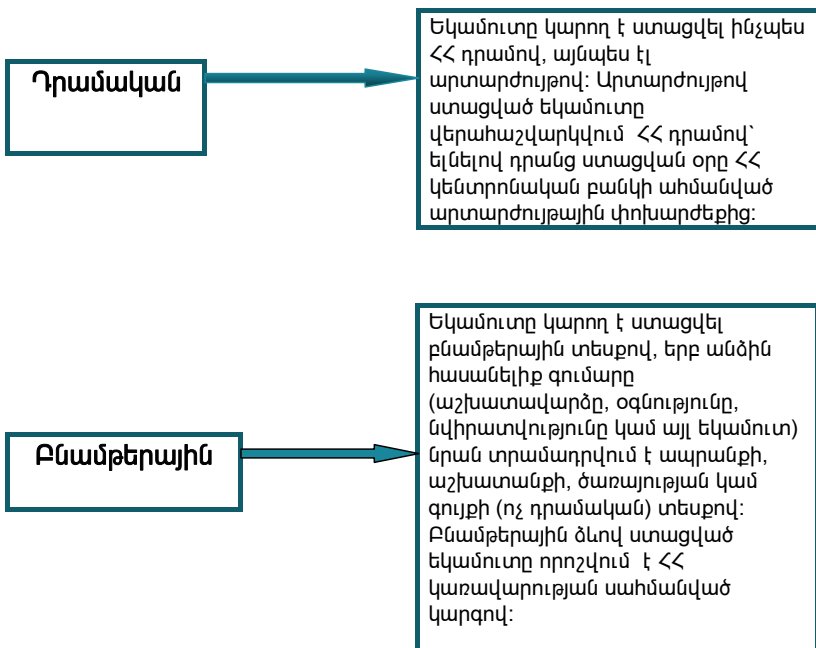 Դրամական
Եկամուտը կարող է ստացվել ինչպես
ՀՀ դրամով, այնպես էլ
արտարժույթով: Արտարժույթով
ստացված եկամուտը
վերահաշվարկվում ՀՀ դրամով`
ելնելով դրանց ստացվան օրը ՀՀ
կենտրոնական բանկի ահմանված
արտարժույթային փոխարժեքից:
Բնամթերային
Եկամուտը կարող է ստացվել
բնամթերային տեսքով, երբ անձին
հասանելիք գումարը
(աշխատավարձը, օգնությունը,
նվիրատվությունը կամ այլ եկամուտ)
նրան տրամադրվում է ապրանքի,
աշխատանքի, ծառայության կամ
գույքի (ոչ դրամական) տեսքով:
Բնամթերային ձևով ստացված
եկամուտը որոշվում է ՀՀ
կառավարության սահմանված
կարգով: